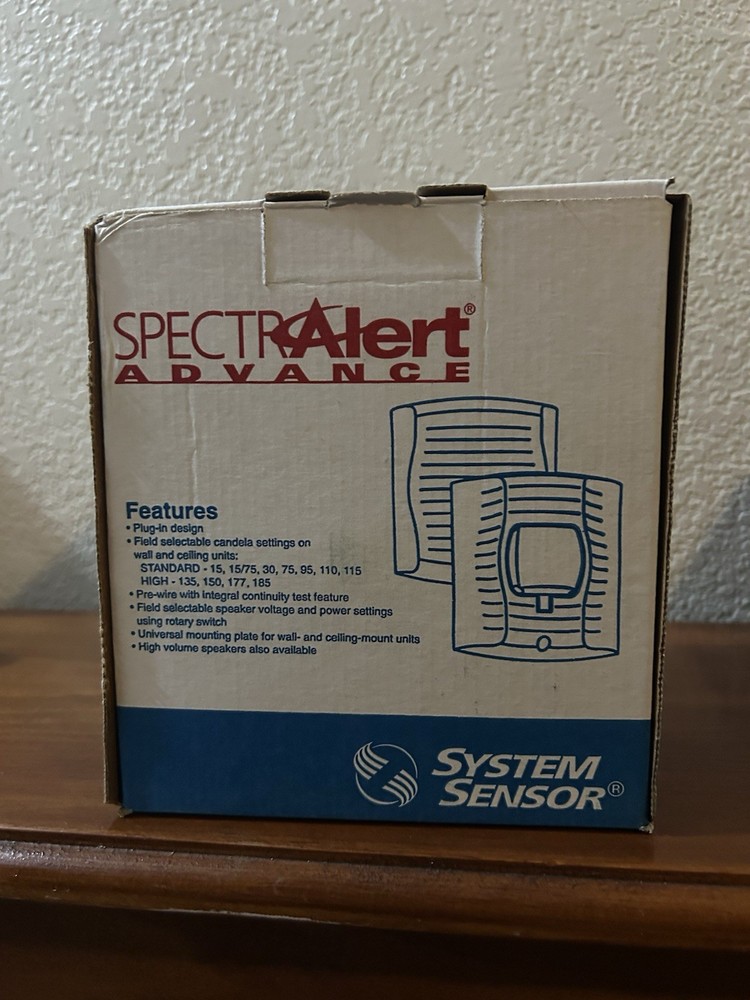 SPECTRAlert®
ADVANCE
Features
• Plug-in design
• Field selectable candela settings on
wall and ceiling units:
STANDARD - 15, 15/75, 30, 75, 95, 110, 115
HIGH - 135, 150, 177, 185
• Pre-wire with integral continuity test feature
• Field selectable speaker voltage and power settings
using rotary switch
• Universal mounting plate for wall- and ceiling-mount units
• High volume speakers also available
SYSTEM
SENSOR®